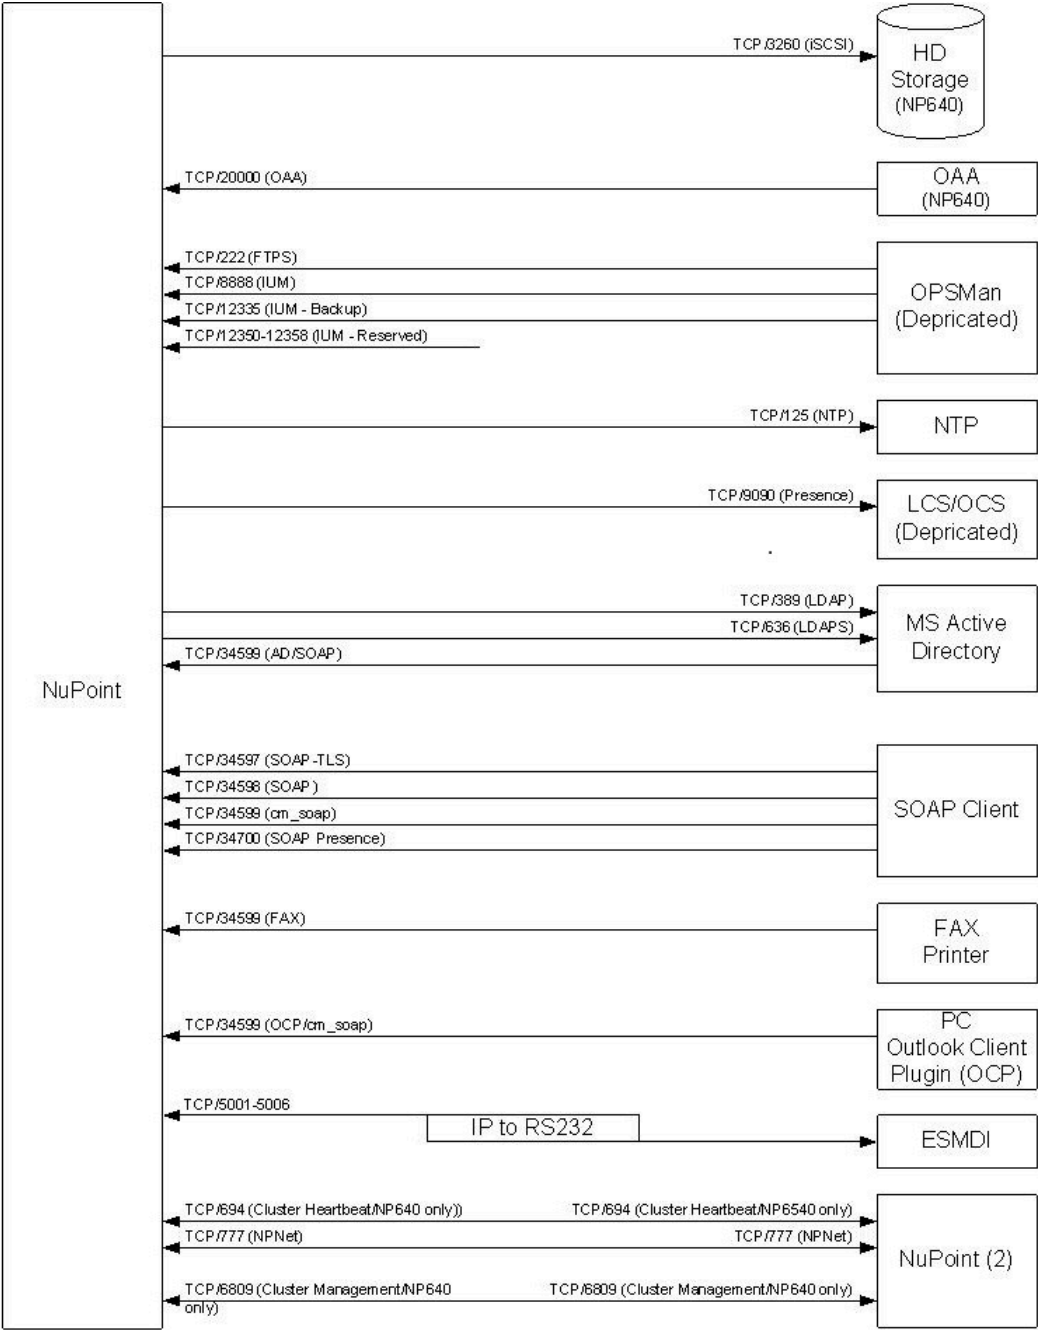 TCP/3260 (iSCSI)
HD
Storage
(NP640)
TCP/20000 (OAA)
OAA
(NP640)
TCP/222 (FTPS)
TCP/8888 (IUM)
TCP/12335 (IUM - Backup)
TCP/12350-12358 (IUM - Reserved)
OPSMan
(Depricated)
TCP/125 (NTP)
NTP
TCP/9090 (Presence)
LCS/OCS
(Depricated)
TCP/389 (LDAP)
TCP/636 (LDAPS)
TCP/34599 (AD/SOAP)
MS Active
Directory
NuPoint
TCP/34597 (SOAP-TLS)
TCP/34598 (SOAP)
TCP/34599 (cm_soap)
TCP/34700 (SOAP Presence)
SOAP Client
TCP/34599 (FAX)
FAX
Printer
TCP/34599 (OCP/cm_soap)
PC
Outlook Client
Plugin (OCP)
TCP/5001-5006
IP to RS232
ESMDI
TCP/694 (Cluster Heartbeat/NP640 only))
TCP/694 (Cluster Heartbeat/NP6540 only)
TCP/777 (NPNet)
TCP/777 (NPNet)
NuPoint (2)
TCP/6809 (Cluster Management/NP640
only)
TCP/6809 (Cluster Management/NP640 only)